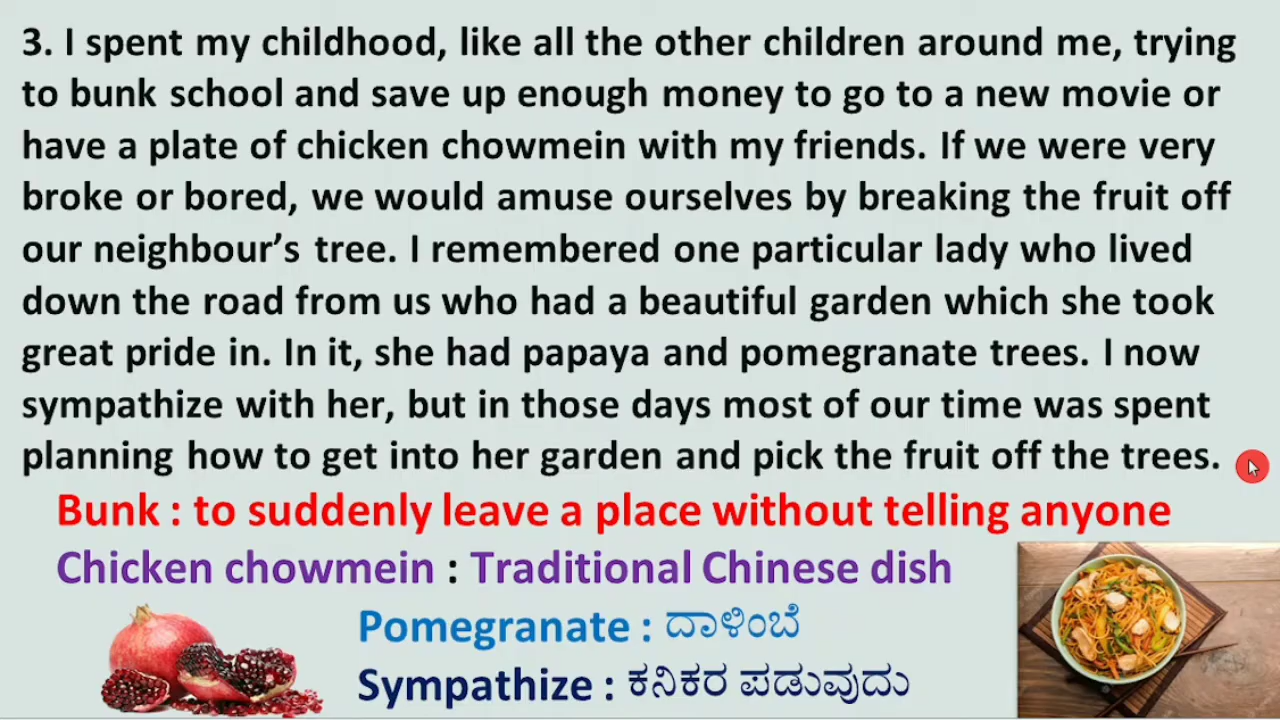 3. I spent my childhood, like all the other children around me, trying
to bunk school and save up enough money to go to a new movie or
have a plate of chicken chowmein with my friends. If we were very
broke or bored, we would amuse ourselves by breaking the fruit off
our neighbour’s tree. I remembered one particular lady who lived
down the road from us who had a beautiful garden which she took
great pride in. In it, she had papaya and pomegranate trees. I now
sympathize with her, but in those days most of our time was spent
planning how to get into her garden and pick the fruit off the trees.
Bunk : to suddenly leave a place without telling anyone
Chicken chowmein : Traditional Chinese dish
Pomegranate : ದಾಳಿಂಬೆ
Sympathize : ಕನಿಕರ ಪಡುವುದು